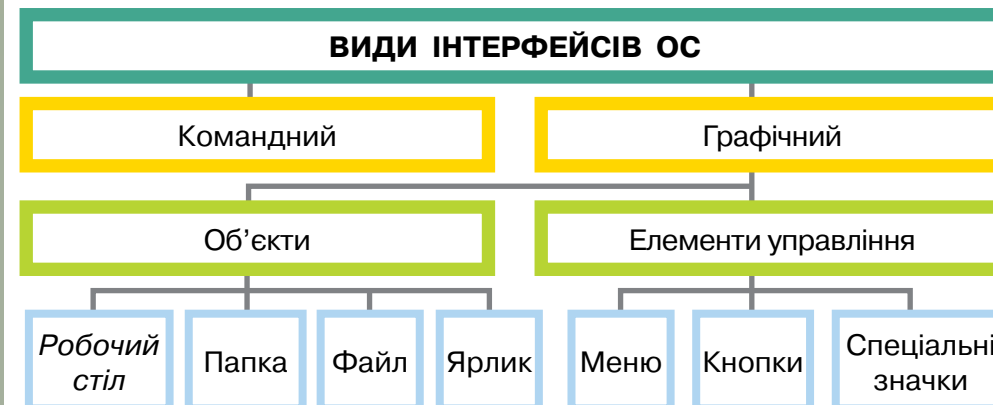 ВИДИ ІНТЕРФЕЙСІВ ОС
Командний
Графічний
Об’єкти
Елементи управління
Робочий
стіл
Папка
Файл
Ярлик
Меню
Кнопки
Спеціальні
значки